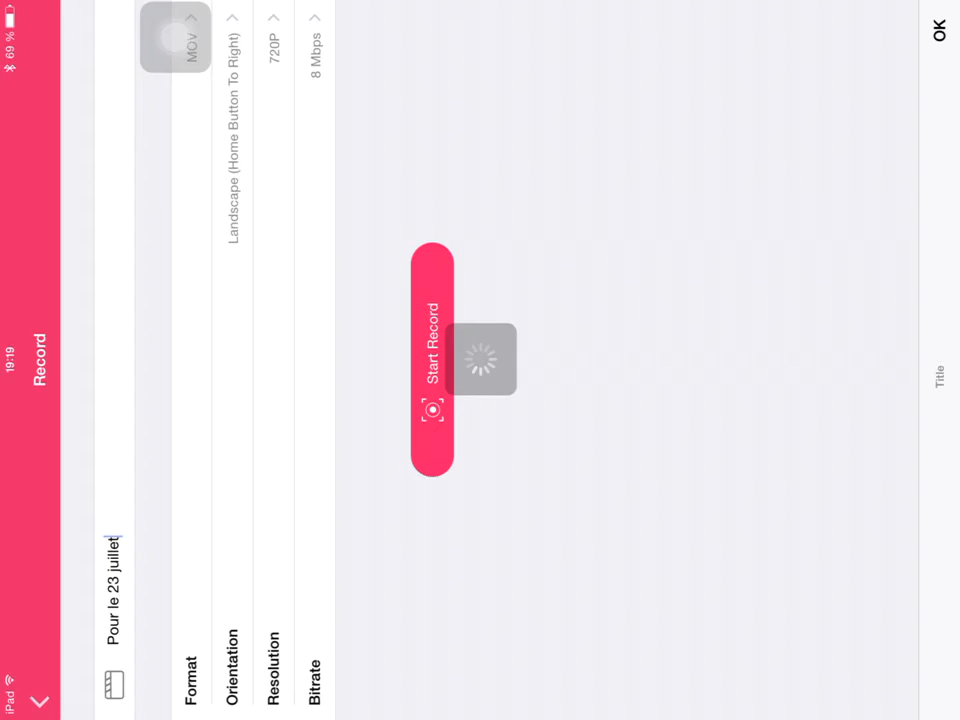 iPad 19:19 69 %
Record
Pour le 23 juillet
Format MOV
Orientation Landscape (Home Button To Right)
Resolution 720P
Bitrate 8 Mbps
Start Record
Title OK